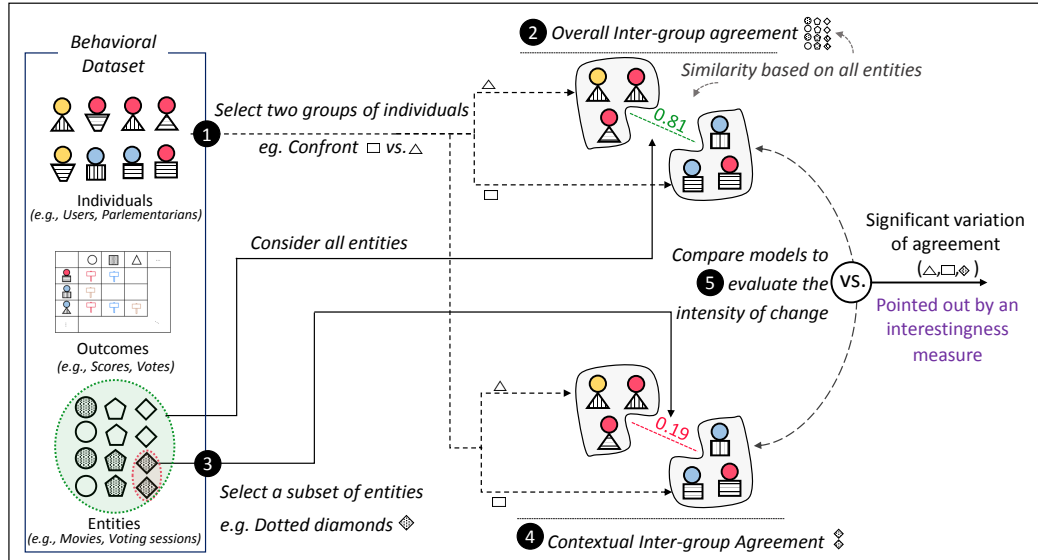 Behavioral
Dataset
Individuals
(e.g., Users, Parlementarians)
Outcomes
(e.g., Scores, Votes)
Entities
(e.g., Movies, Voting sessions)
1
Select two groups of individuals
eg. Confront □ vs. △
2 Overall Inter-group agreement
Similarity based on all entities
0.81
Consider all entities
3
Select a subset of entities
e.g. Dotted diamonds
0.19
4 Contextual Inter-group Agreement
Compare models to
5 evaluate the
intensity of change
vs.
Significant variation
of agreement
(△,□,◈)
Pointed out by an
interestingness
measure